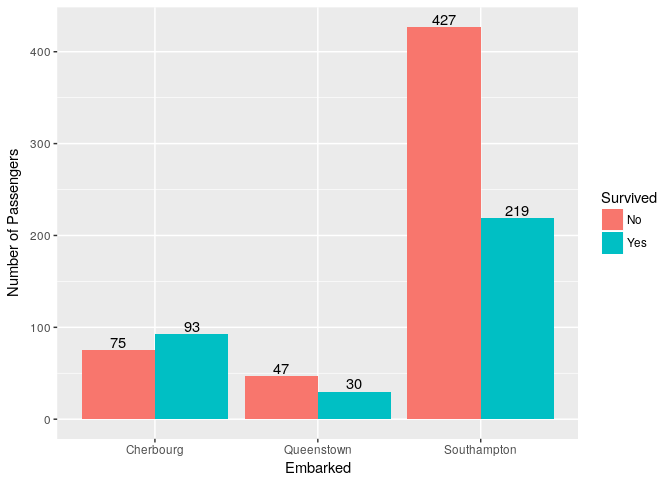 427
400
300
Number of Passengers
Survived
No
Yes
219
200
93
100
75
47
30
0
Cherbourg
Queenstown
Southampton
Embarked